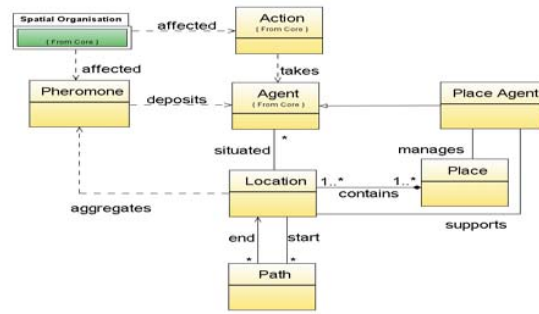 Spatial Organisation
( From Core )
affected
Action
( From Core )
affected
takes
Pheromone
deposits
Agent
( From Core )
Place Agent
*
situated
manages
Location
1..*
1..*
Place
contains
aggregates
supports
end
start
*
*
Path